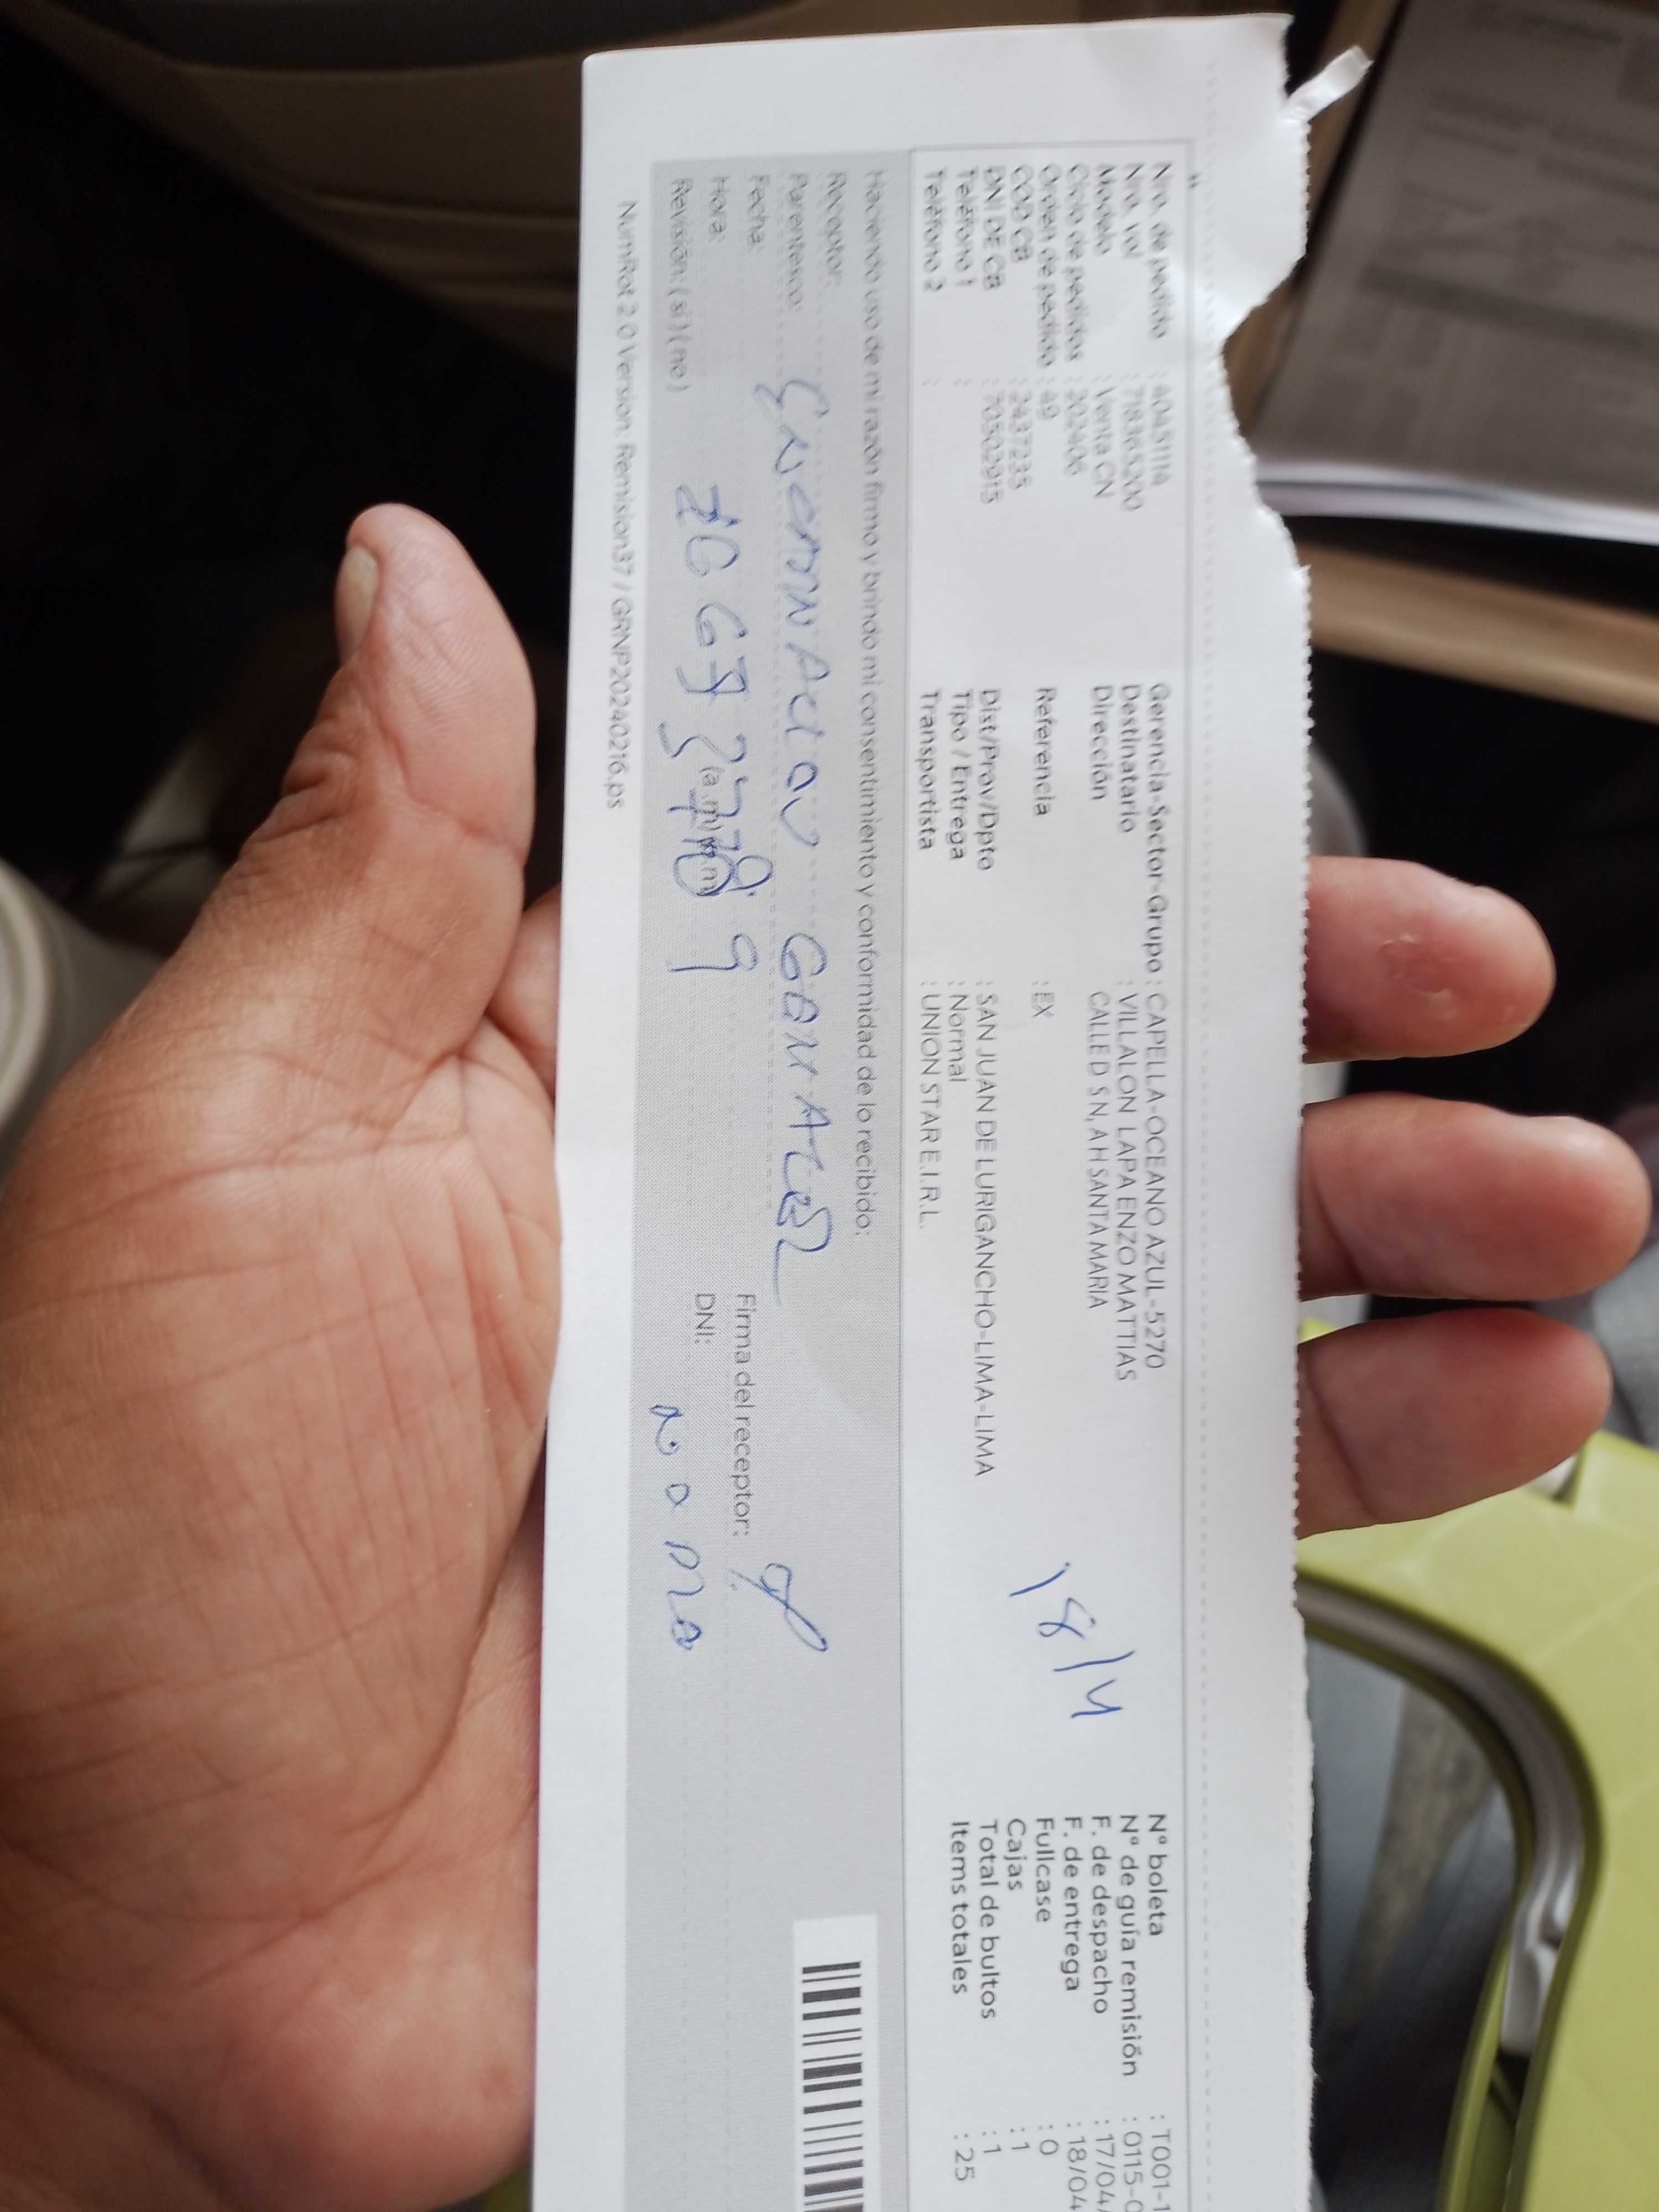 Nro. de pedido : 40451114
Nro. vol : 718365200
Modelo : Venta CN
Ciclo de pedidos : 202406
Orden de pedido : 49
COD CB : 2437235
DNI DE CB : 70502915
Teléfono 1 :
Teléfono 2 :
Gerencia-Sector-Grupo : CAPELLA-OCEANO AZUL-5270
Destinatario : VILLALON LAPA ENZO MATTIAS
Dirección CALLE D SN, AH SANTA MARIA
Referencia : EX
Dist/Prov/Dpto : SAN JUAN DE LURIGANCHO-LIMA-LIMA
Tipo / Entrega : Normal
Transportista : UNION STAR E.I.R.L.
18/4
N° boleta : T001-1
N° de guía remisión : 0115-0
F. de despacho : 17/04/
F. de entrega : 18/04
Fullcase : 0
Cajas : 1
Total de bultos : 1
Items totales : 25
Haciendo uso de mi razón firmo y brindo mi consentimiento y conformidad de lo recibido:
Receptor:
Parentesco:
Fecha:
Hora: (a.m)(p.m)
Revisión: ( si ) ( no )
Firma del receptor:
DNI:
NumRot 2.0 Version: Remision37 / GRNP20240216.ps